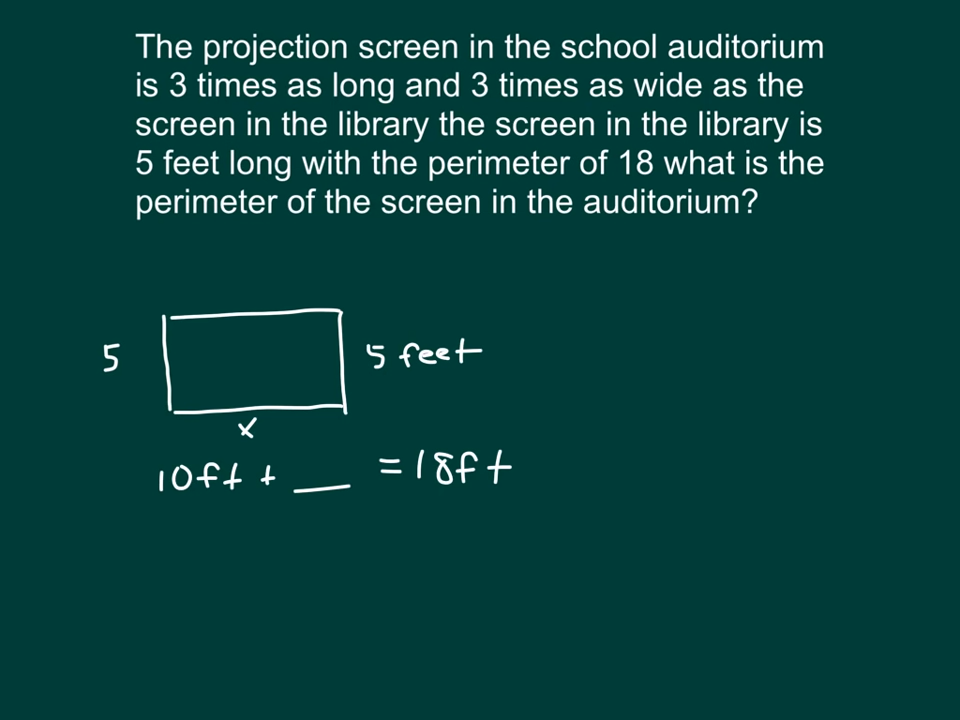 The projection screen in the school auditorium
is 3 times as long and 3 times as wide as the
screen in the library the screen in the library is
5 feet long with the perimeter of 18 what is the
perimeter of the screen in the auditorium?
5 5 feet
x
10ft + __ = 18ft